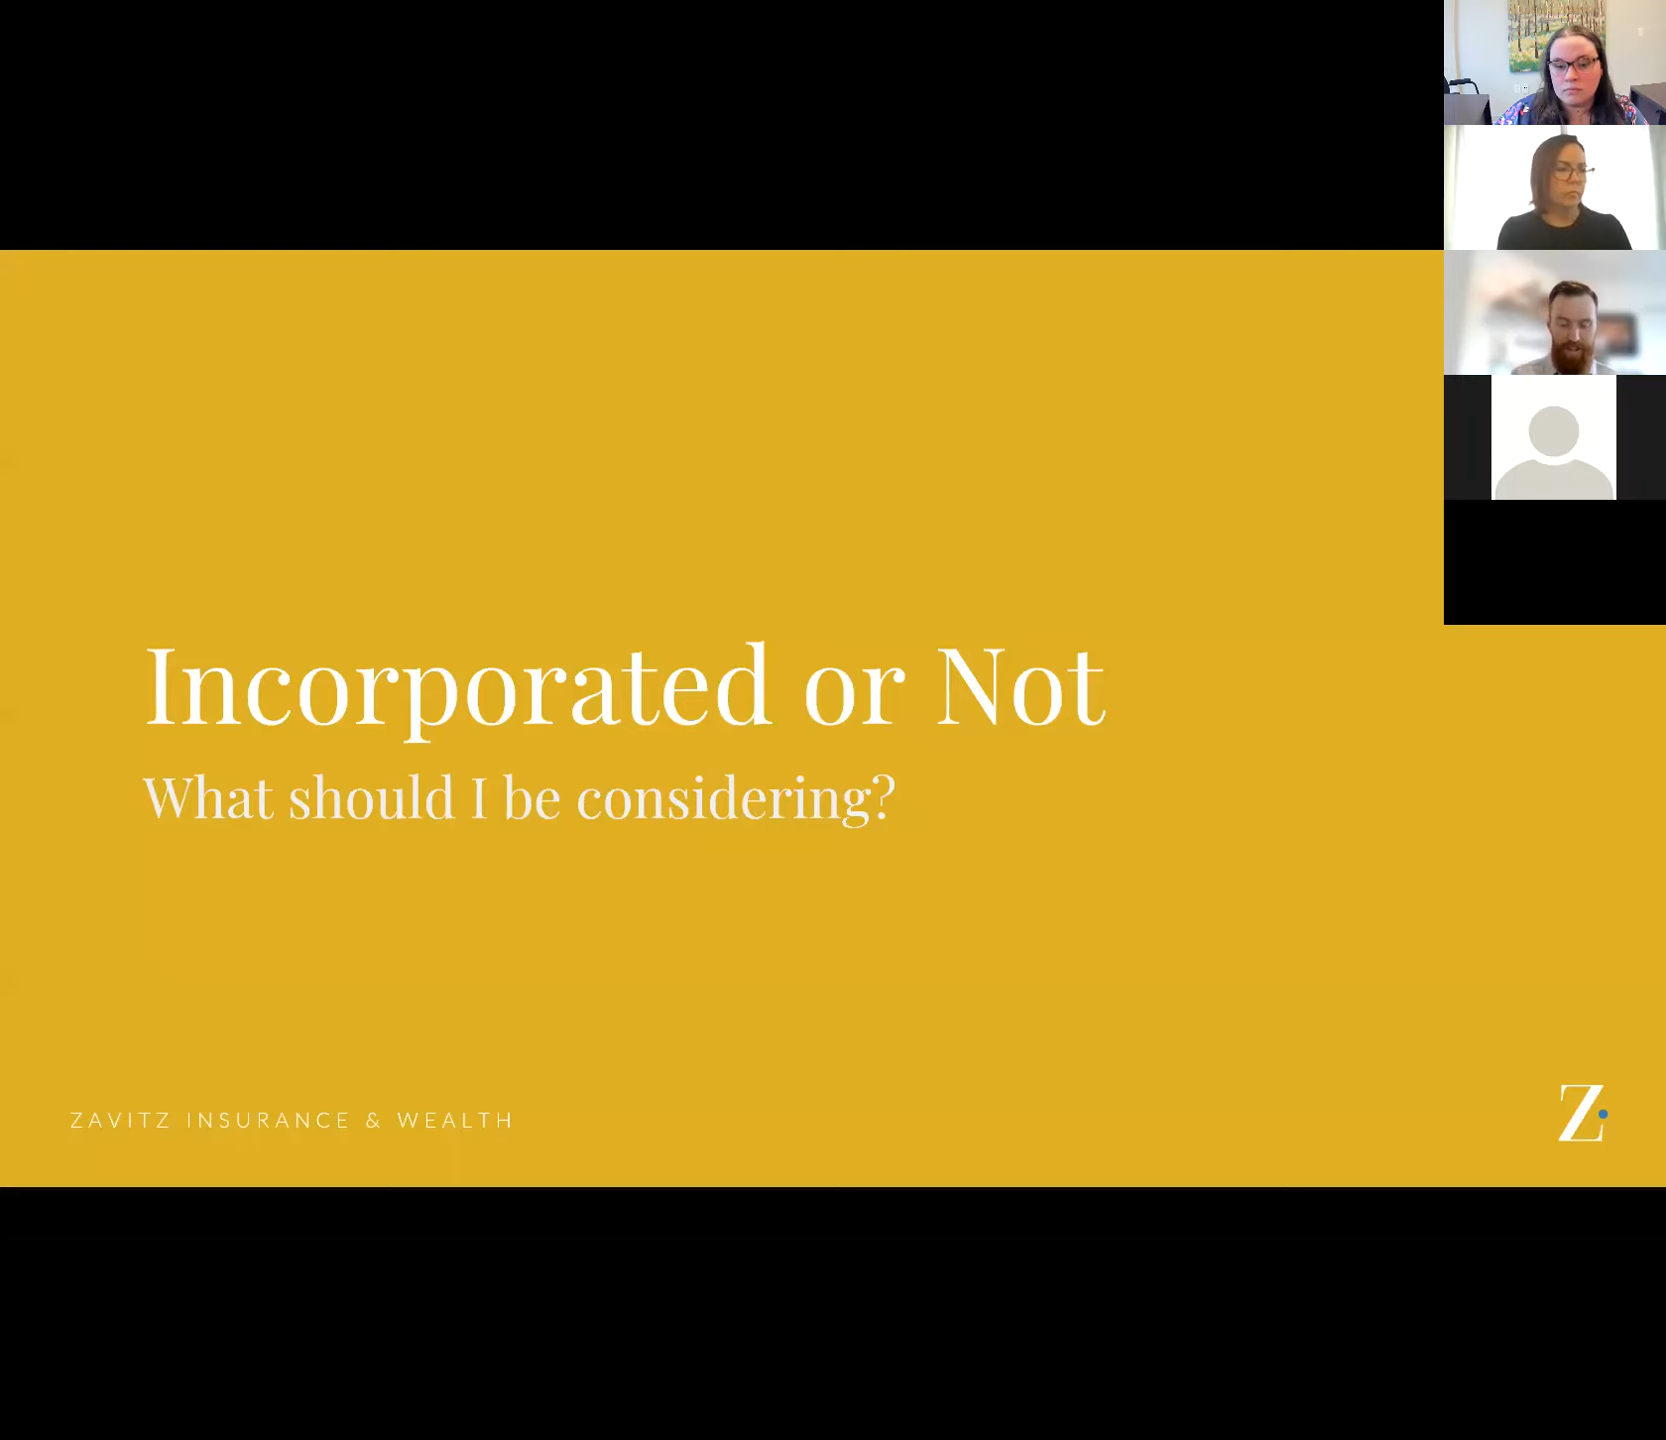 Incorporated or Not
What should I be considering?
ZAVITZ INSURANCE & WEALTH
Z